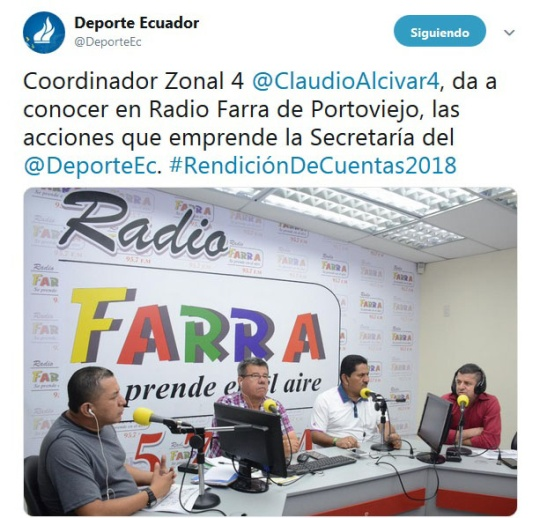 Deporte Ecuador
@DeporteEc
Siguiendo
Coordinador Zonal 4 @ClaudioAlcivar4, da a
conocer en Radio Farra de Portoviejo, las
acciones que emprende la Secretaría del
@DeporteEc. #RendiciónDeCuentas2018
Radio
FARRA
prende el aire